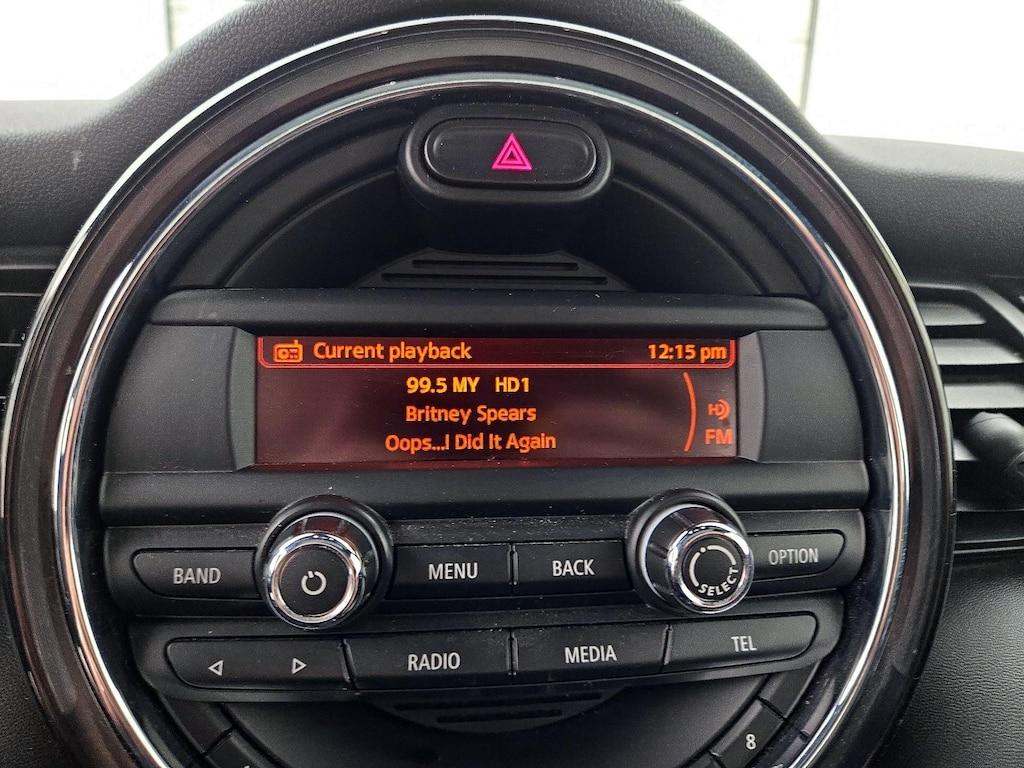 Current playback 12:15 pm
99.5 MY HD1
Britney Spears
HD
Oops...I Did It Again
FM
BAND
MENU
BACK
SELECT
OPTION
RADIO
MEDIA
TEL
8